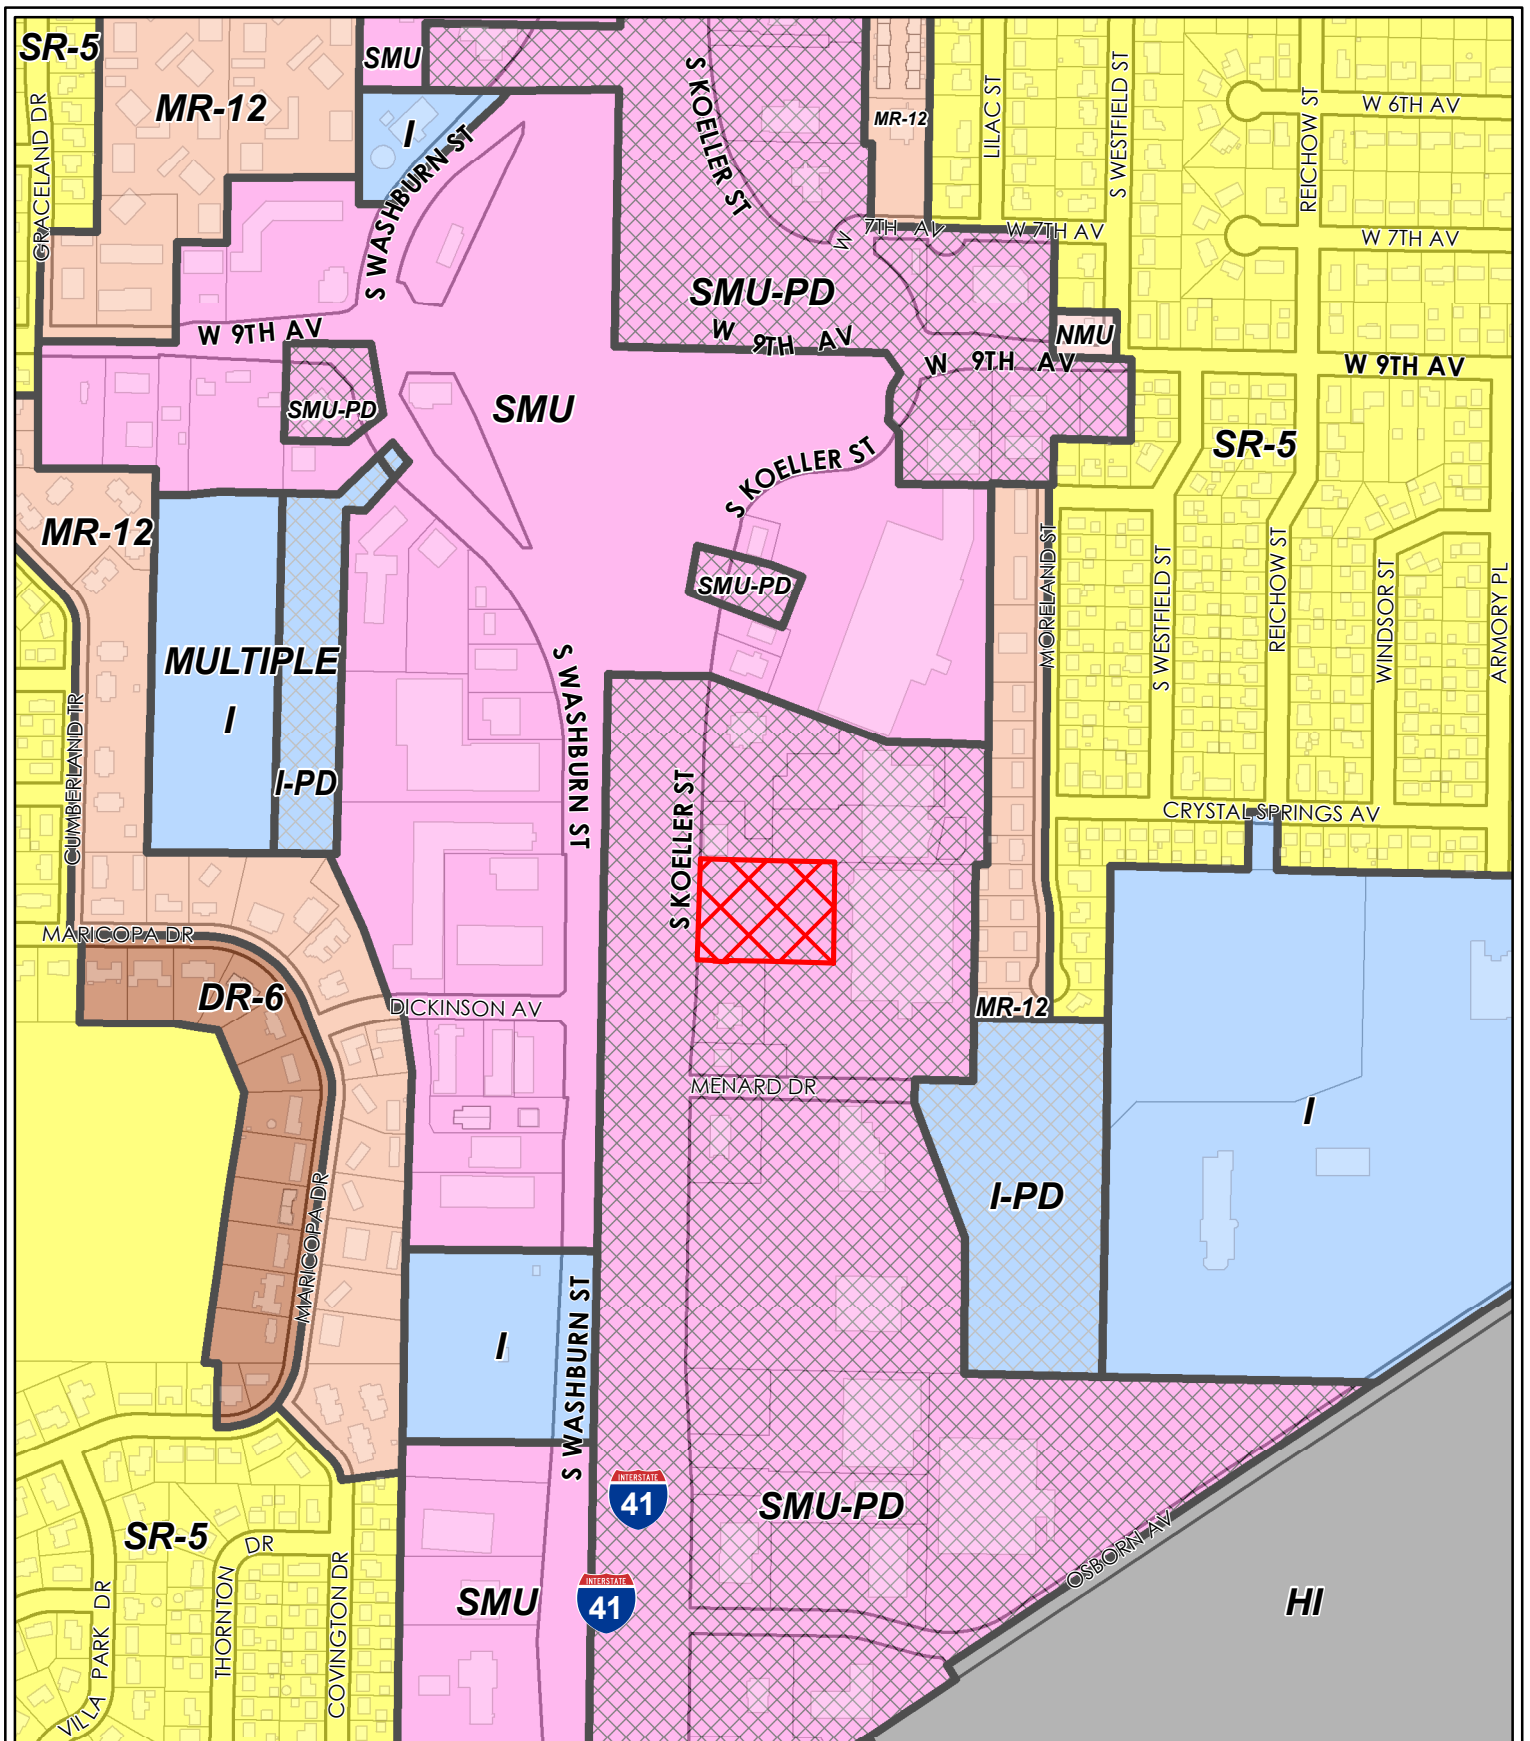 SR-5
SMU
MR-12
GRACELAND DR
I
S WASHBURN ST
S KOELLER ST
MR-12
LILAC ST
S WESTFIELD ST
REICHOW ST
W 6TH AV
W 7TH AV
W 7TH AV
W 7TH AV
SMU-PD
W 9TH AV
W 9TH AV
NMU
W 9TH AV
W 9TH AV
SMU-PD
SMU
S KOELLER ST
SR-5
MR-12
SMU-PD
MORELAND ST
S WESTFIELD ST
REICHOW ST
WINDSOR ST
ARMORY PL
MULTIPLE
I
I-PD
CUMBERLAND TR
S WASHBURN ST
S KOELLER ST
CRYSTAL SPRINGS AV
MARICOPA DR
DR-6
DICKINSON AV
MR-12
MENARD DR
I
I-PD
MARICOPA DR
I
S WASHBURN ST
INTERSTATE
41
SMU-PD
SR-5
THORNTON DR
COVINGTON DR
VILLA PARK DR
OSBORN AV
INTERSTATE
41
SMU
HI